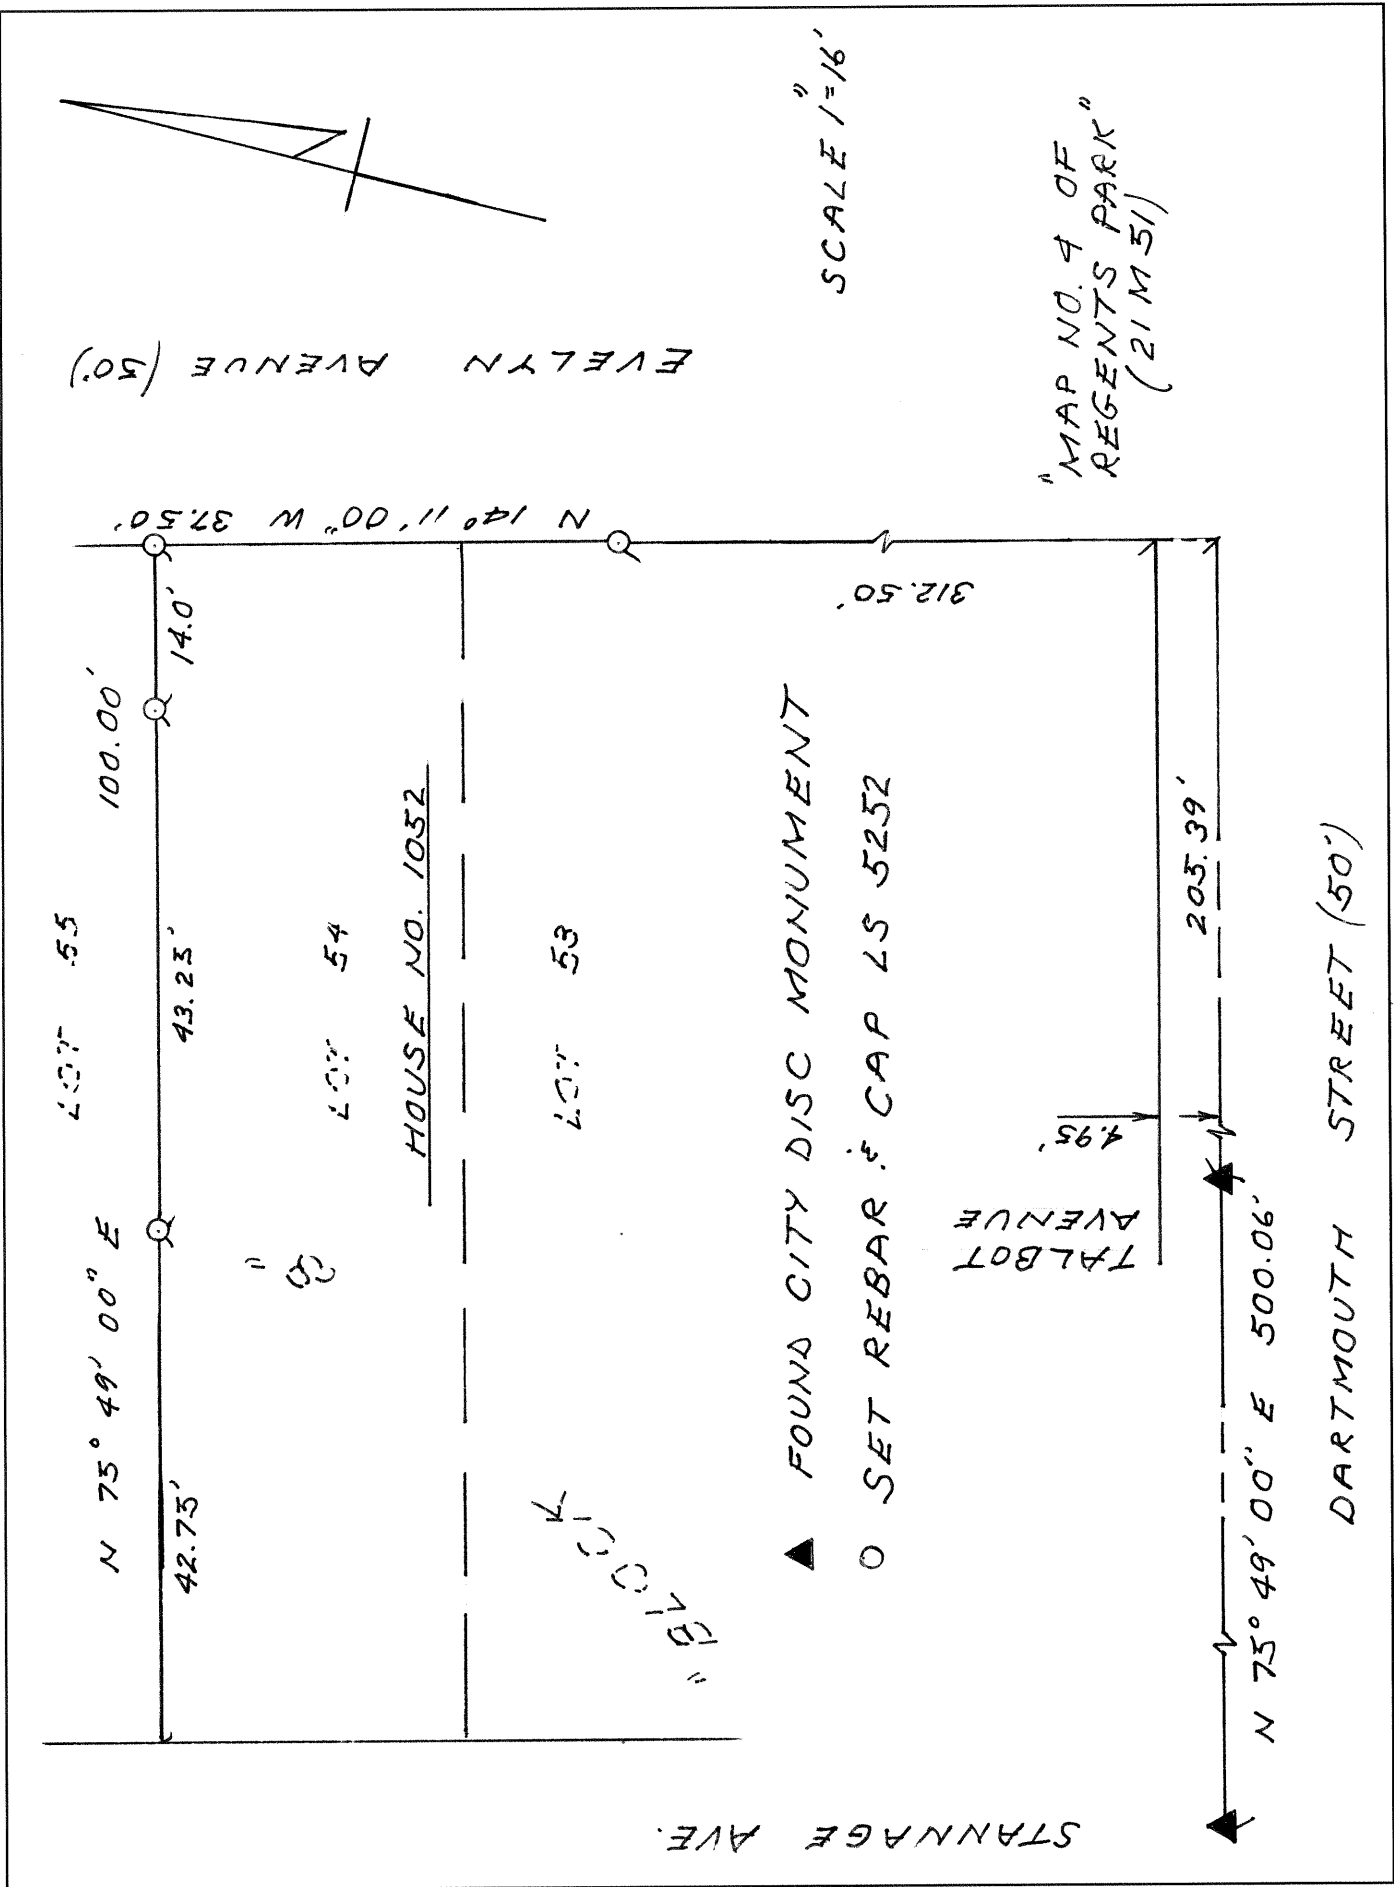 LOT 55
N 75° 49' 00" E 100.00'
42.75' 43.25' 14.0'
N 14° 11' 00" W 37.50'
EVELYN AVENUE (50')
"8"
LOT 54
HOUSE NO. 1052
LOT 53
"BLOCK
312.50'
▲ FOUND CITY DISC MONUMENT
O SET REBAR & CAP LS 5252
SCALE 1"=16'
"MAP NO. 4 OF
REGENTS PARK"
(21 M 51)
TALBOT
AVENUE
4.95'
205.39'
N 75° 49' 00" E 500.06'
DARTMOUTH STREET (50')
STANNAGE AVE.